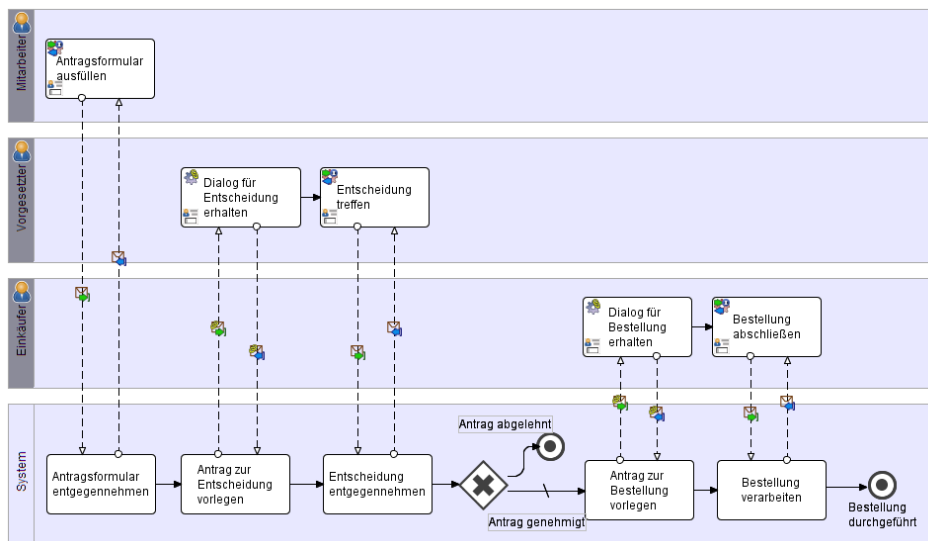 Mitarbeiter
Antragsformular
ausfüllen
Vorgesetzter
Dialog für
Entscheidung
erhalten
Entscheidung
treffen
Einkäufer
Dialog für
Bestellung
erhalten
Bestellung
abschließen
System
Antragsformular
entgegennehmen
Antrag zur
Entscheidung
vorlegen
Entscheidung
entgegennehmen
Antrag abgelehnt
Antrag genehmigt
Antrag zur
Bestellung
vorlegen
Bestellung
verarbeiten
Bestellung
durchgeführt